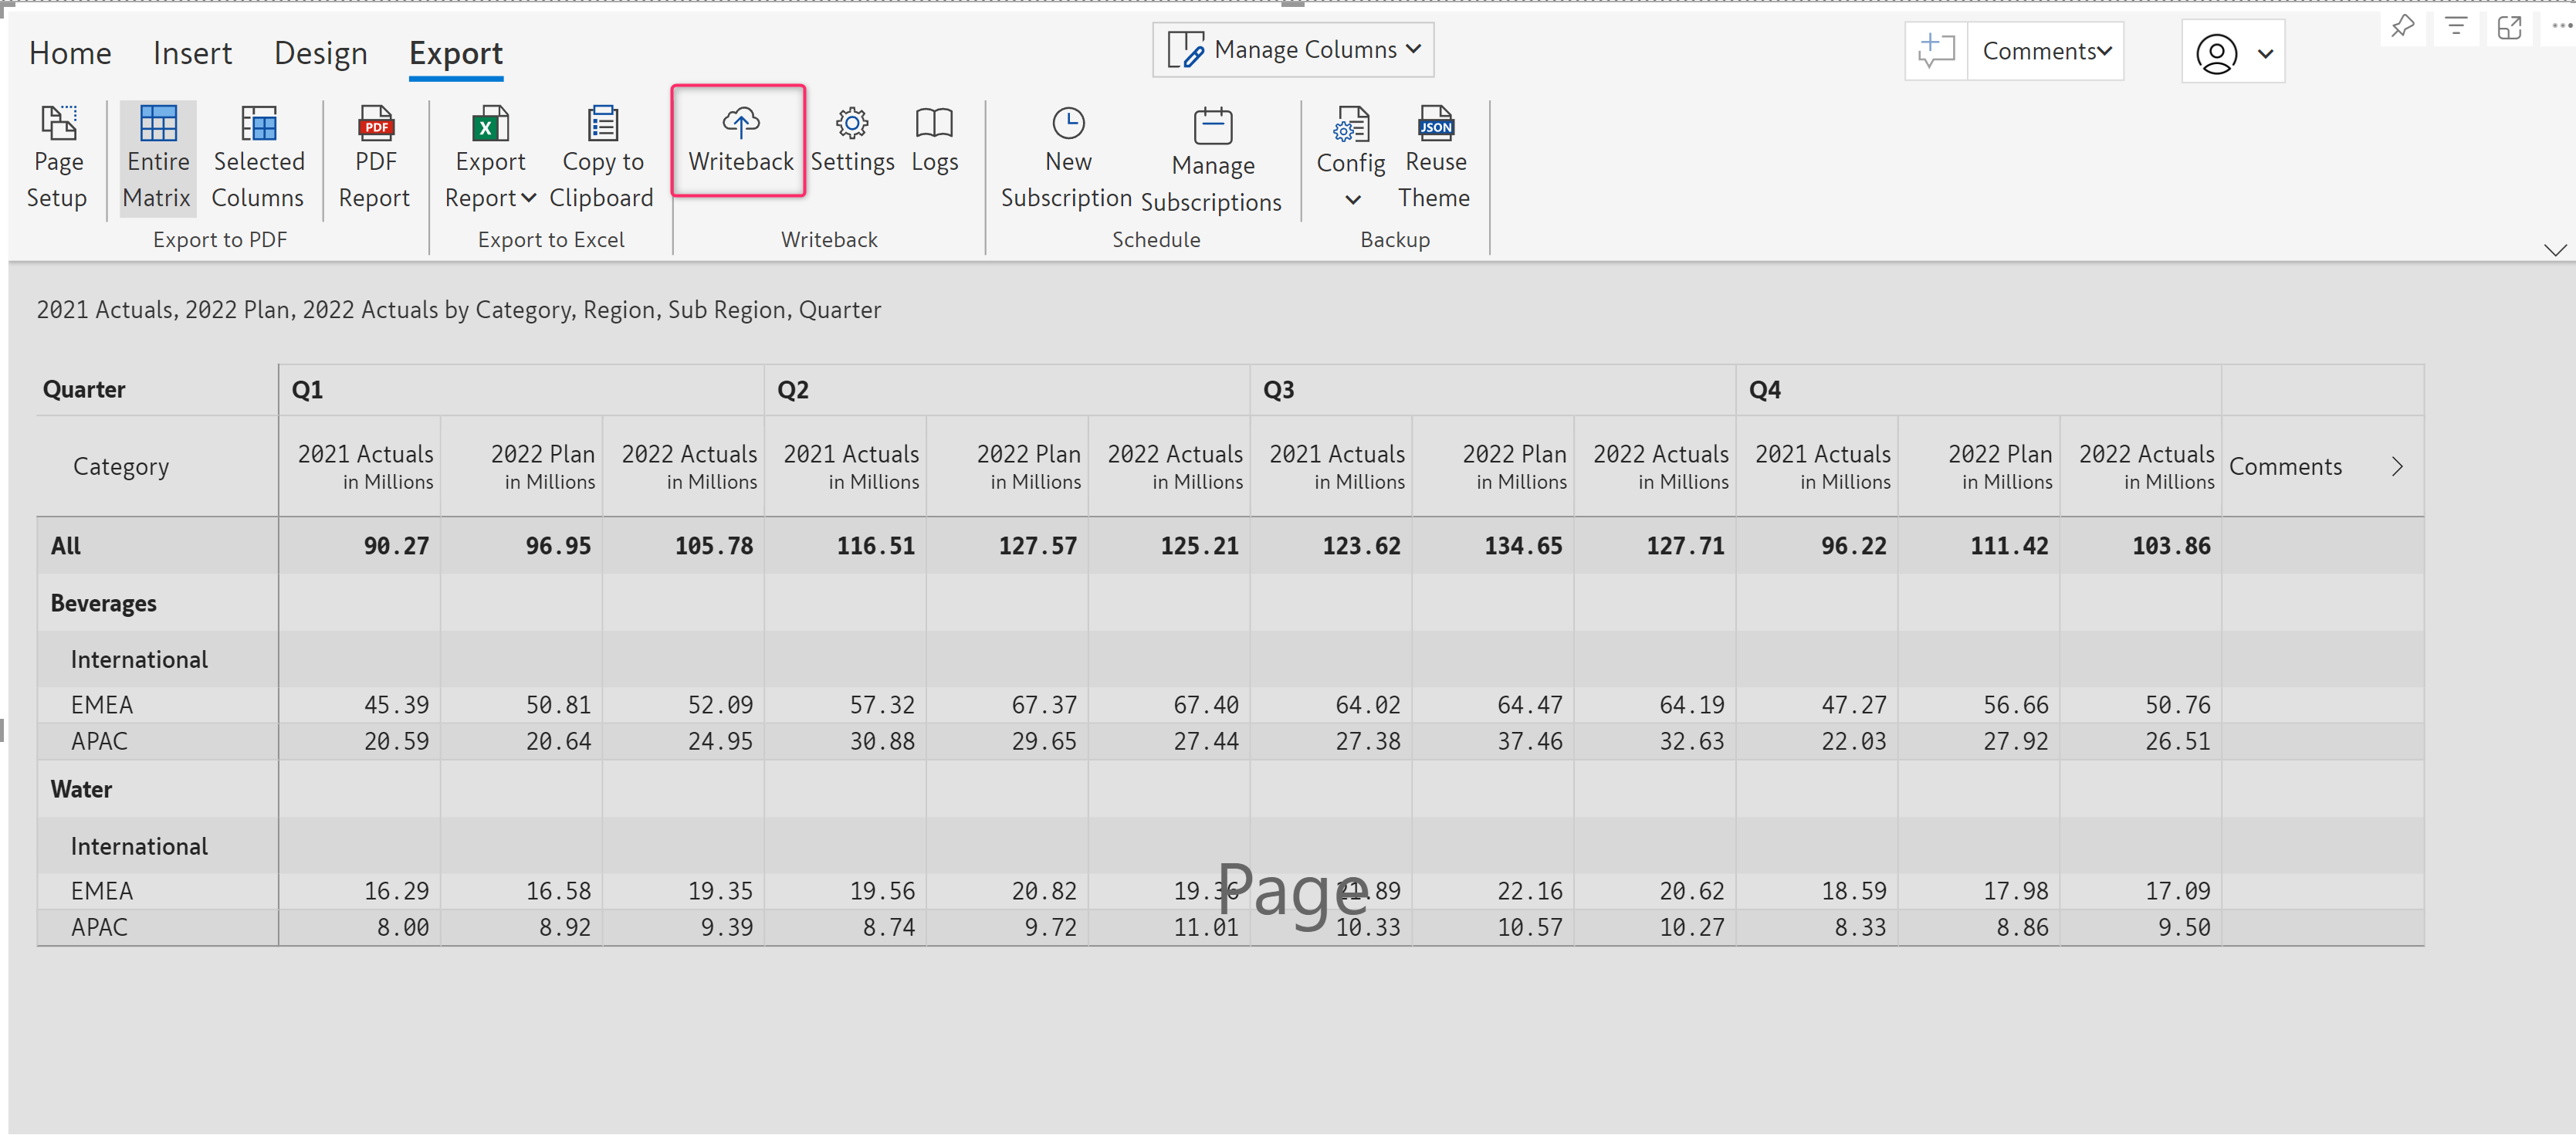 Home Insert Design Export Manage Columns Comments
Page Setup Entire Matrix Selected Columns PDF Report Export Report Copy to Clipboard Writeback Settings Logs New Subscription Manage Subscriptions Config JSON Reuse Theme
Export to PDF Export to Excel Writeback Schedule Backup
2021 Actuals, 2022 Plan, 2022 Actuals by Category, Region, Sub Region, Quarter
Quarter Q1 Q2 Q3 Q4
Category 2021 Actuals in Millions 2022 Plan in Millions 2022 Actuals in Millions 2021 Actuals in Millions 2022 Plan in Millions 2022 Actuals in Millions 2021 Actuals in Millions 2022 Plan in Millions 2022 Actuals in Millions 2021 Actuals in Millions 2022 Plan in Millions 2022 Actuals in Millions Comments
All 90.27 96.95 105.78 116.51 127.57 125.21 123.62 134.65 127.71 96.22 111.42 103.86
Beverages
International
EMEA 45.39 50.81 52.09 57.32 67.37 67.40 64.02 64.47 64.19 47.27 56.66 50.76
APAC 20.59 20.64 24.95 30.88 29.65 27.44 27.38 37.46 32.63 22.03 27.92 26.51
Water
International
EMEA 16.29 16.58 19.35 19.56 20.82 19.36 21.89 22.16 20.62 18.59 17.98 17.09
Page
APAC 8.00 8.92 9.39 8.74 9.72 11.01 10.33 10.57 10.27 8.33 8.86 9.50